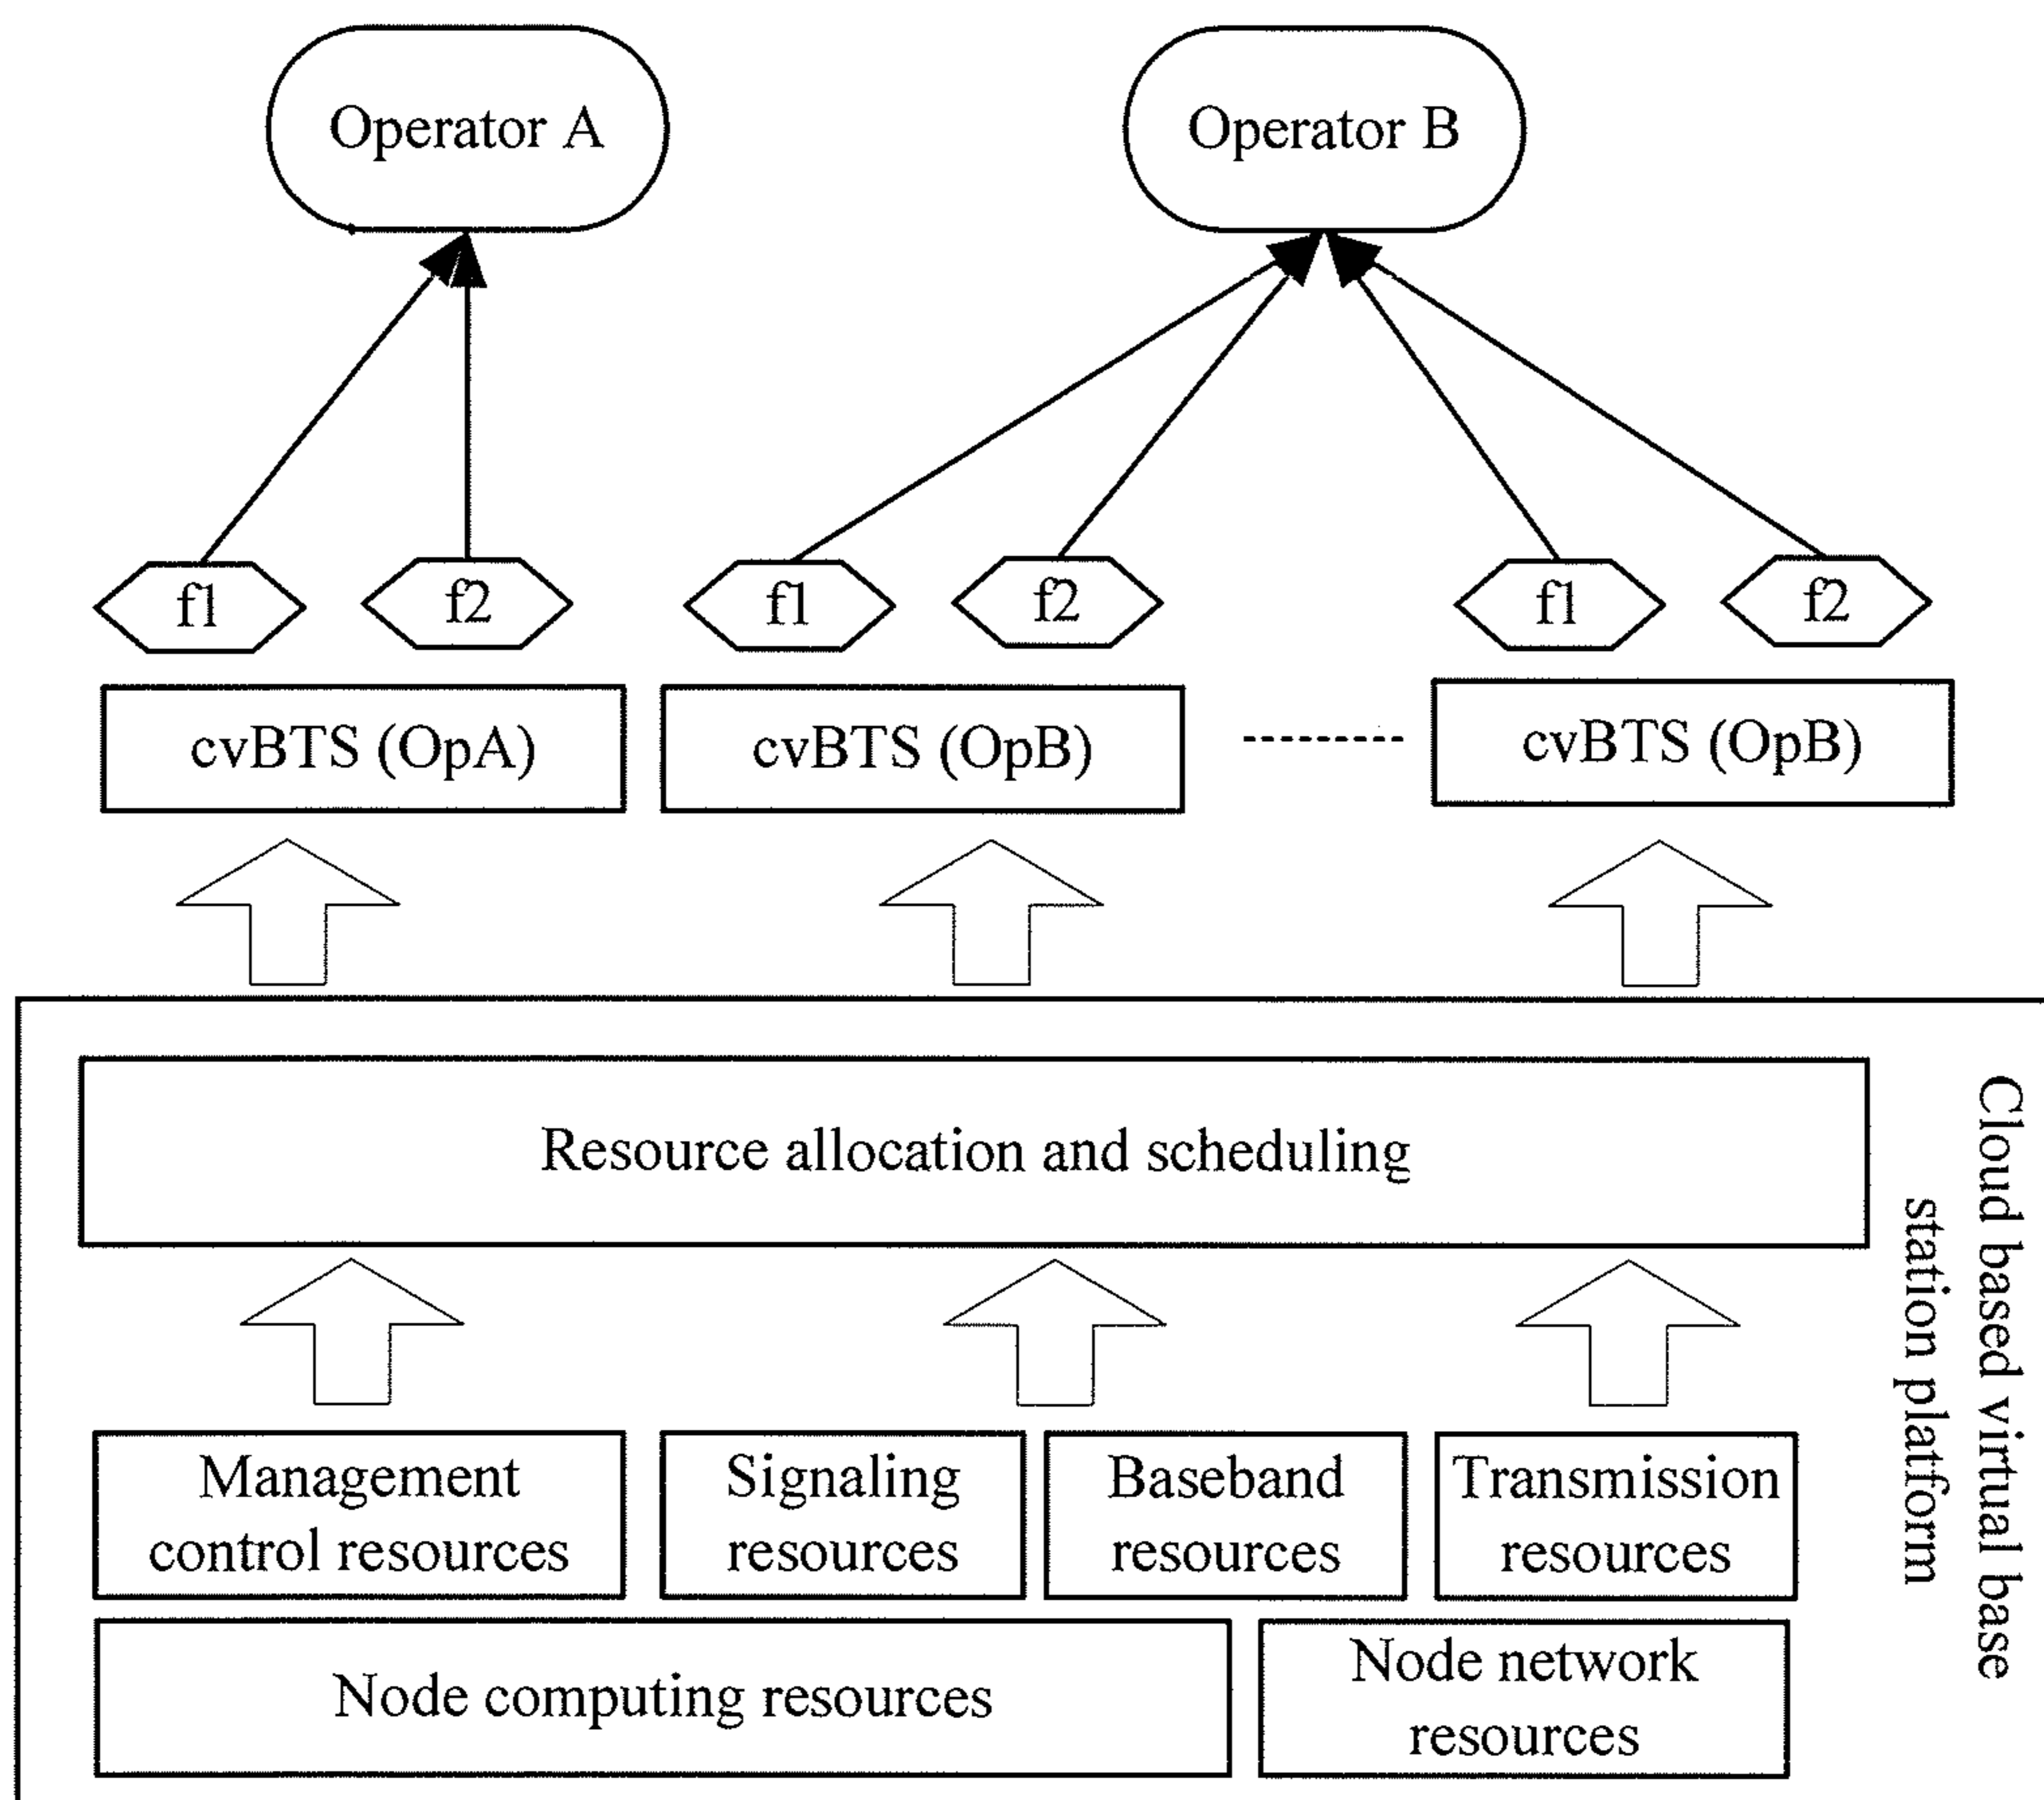 Operator A
Operator B
f1
f2
f1
f2
f1
f2
cvBTS (OpA)
cvBTS (OpB)
cvBTS (OpB)
Resource allocation and scheduling
Cloud based virtual base
station platform
Management
control resources
Signaling
resources
Baseband
resources
Transmission
resources
Node computing resources
Node network
resources